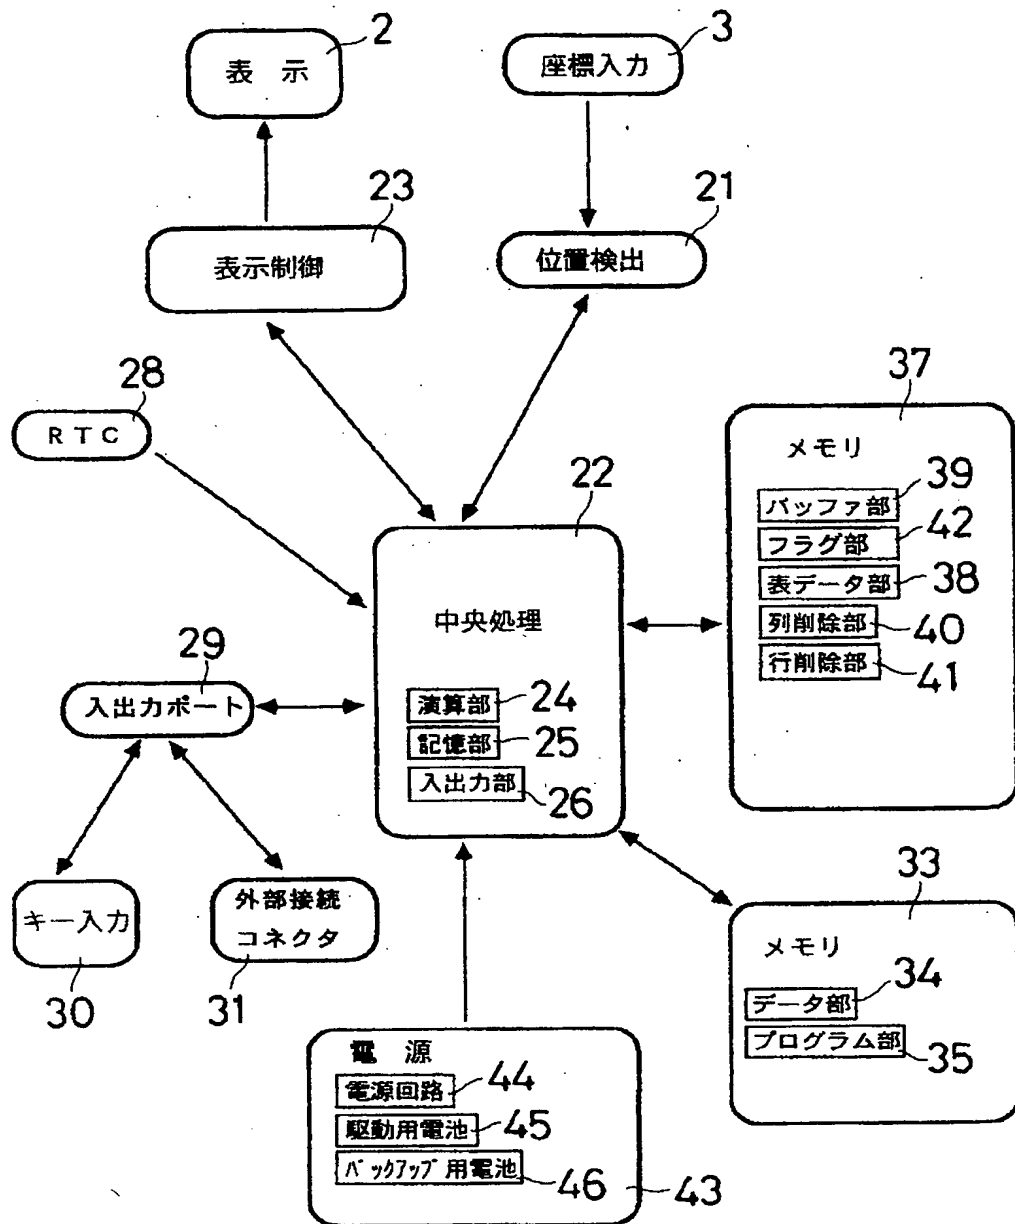 2
表 示
3
座標入力
23
表示制御
21
位置検出
28
RTC
22
中央処理
演算部
24
記憶部
25
入出力部
26
37
メモリ
バッファ部
39
フラグ部
42
表データ部
38
列削除部
40
行削除部
41
29
入出力ポート
キー入力
30
外部接続
コネクタ
31
33
メモリ
データ部
34
プログラム部
35
電 源
電源回路
44
駆動用電池
45
バックアップ用電池
46
43